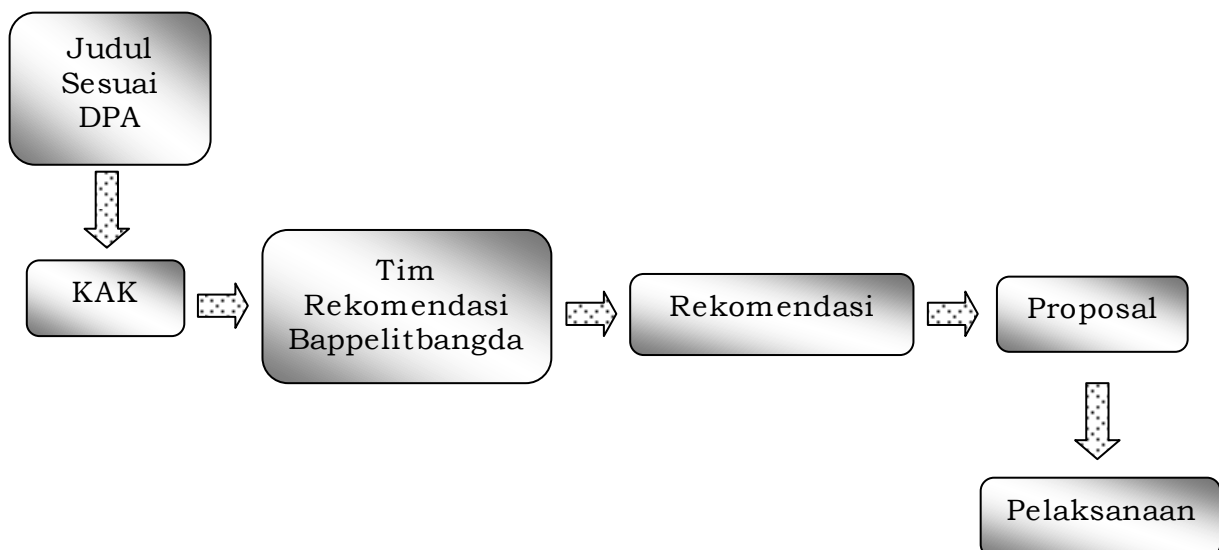 Judul
Sesuai
DPA
KAK
Tim
Rekomendasi
Bappelitbangda
Rekomendasi
Proposal
Pelaksanaan